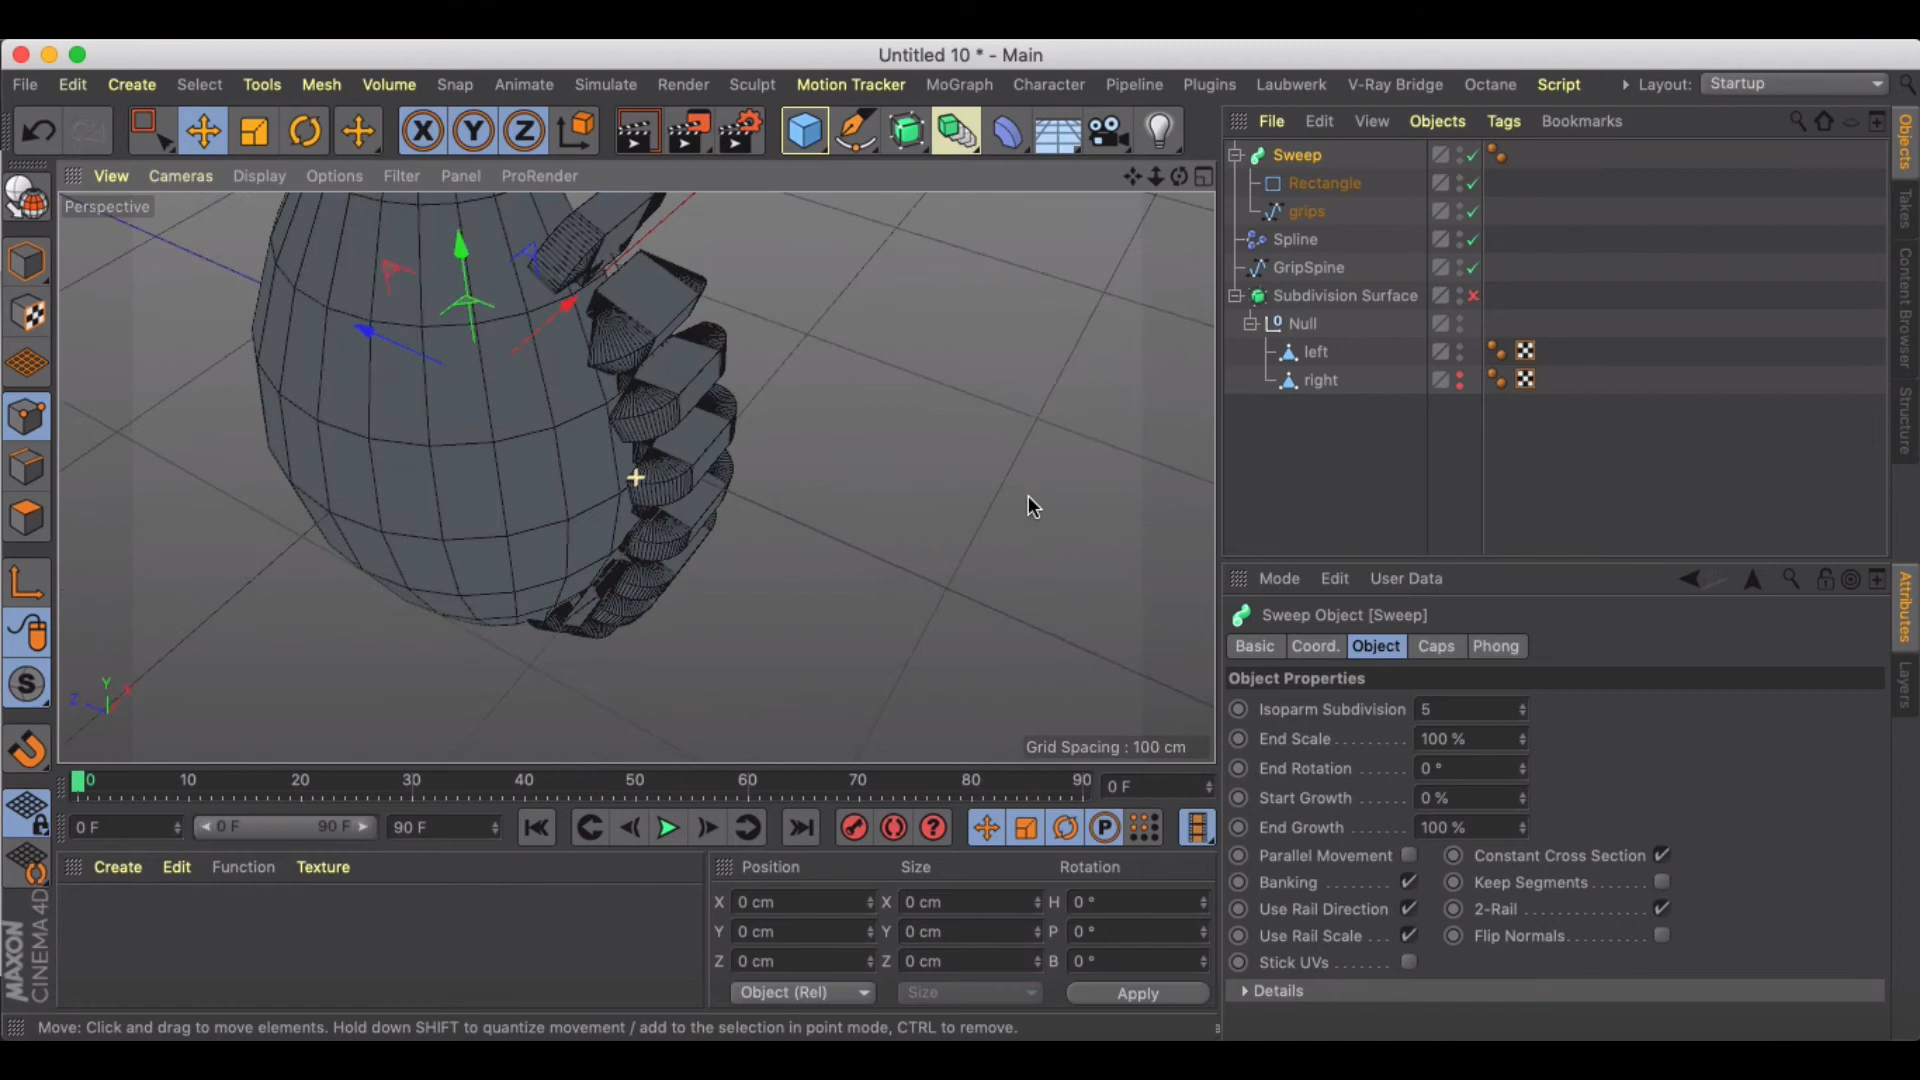 Untitled 10 * - Main
File Edit Create Select Tools Mesh Volume Snap Animate Simulate Render Sculpt Motion Tracker MoGraph Character Pipeline Plugins Laubwerk V-Ray Bridge Octane Script Layout: Startup
X Y Z
File Edit View Objects Tags Bookmarks
View Cameras Display Options Filter Panel ProRender
Perspective
Sweep
Rectangle
grips
Spline
GripSpine
Subdivision Surface
Null
left
right
Objects
Takes
Content Browser
Structure
Y
Z X
Grid Spacing : 100 cm
Mode Edit User Data
Sweep Object [Sweep]
Basic Coord. Object Caps Phong
Object Properties
Isoparm Subdivision 5
End Scale 100 %
End Rotation 0 °
Start Growth 0 %
End Growth 100 %
Parallel Movement Constant Cross Section
Banking Keep Segments
Use Rail Direction 2-Rail
Use Rail Scale Flip Normals
Stick UVs
Details
Attributes
Layers
0 10 20 30 40 50 60 70 80 90 0 F
0 F 0 F 90 F 90 F
Create Edit Function Texture
Position Size Rotation
X 0 cm X 0 cm H 0 °
Y 0 cm Y 0 cm P 0 °
Z 0 cm Z 0 cm B 0 °
Object (Rel) Size Apply
MAXON
CINEMA 4D
Move: Click and drag to move elements. Hold down SHIFT to quantize movement / add to the selection in point mode, CTRL to remove.